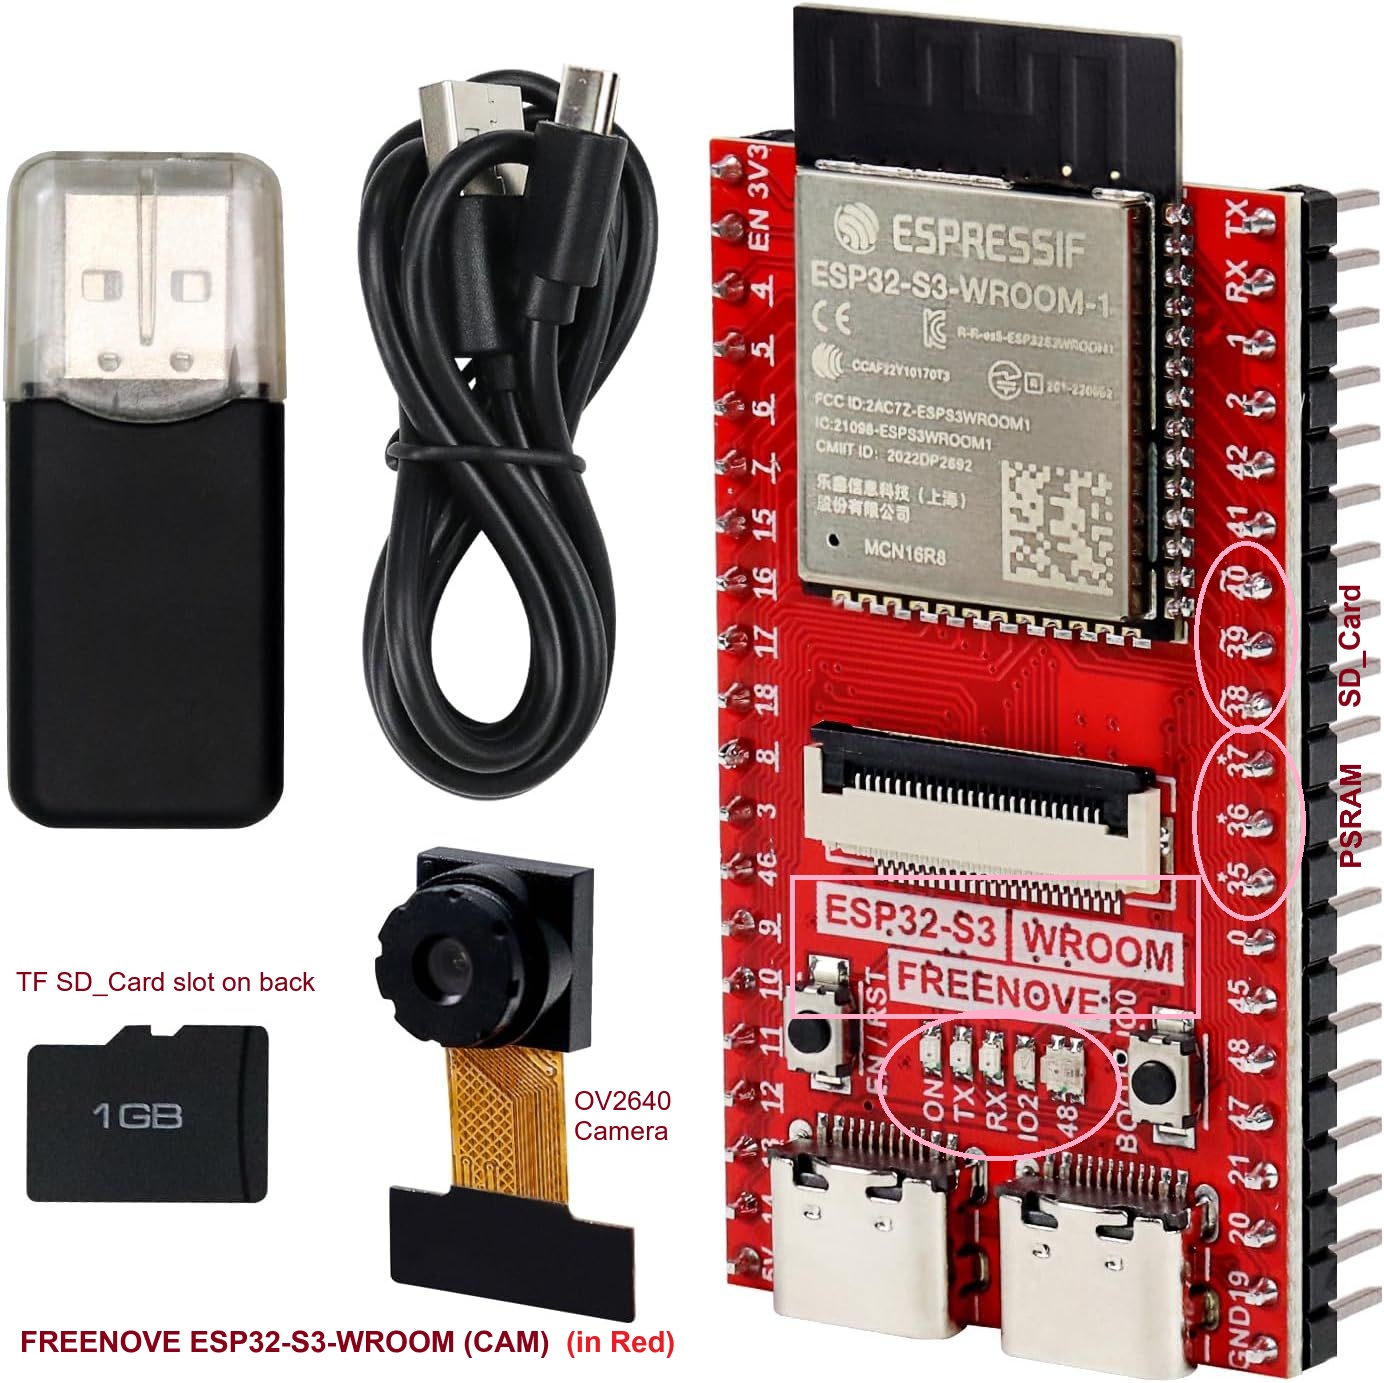 ESPRESSIF
ESP32-S3-WROOM-1
CE
R-R-es5-ESP32S3WROOM1
CCAF22Y10170T3
R 201-220052
FCC ID:2AC7Z-ESPS3WROOM1
IC:21098-ESPS3WROOM1
CMIIT ID: 2022DP2692
乐鑫信息科技(上海)
股份有限公司
MCN16R8
3V3
EN
4
5
6
7
15
16
17
18
8
3
46
9
10
11
12
14
5V
TX
RX
1
2
42
41
40
39
38
*37
*36
*35
0
45
48
47
21
20
19
GND
SD_Card
PSRAM
ESP32-S3 WROOM
FREENOVE
EN/RST
ON
TX
RX
IO2
48
TF SD_Card slot on back
1GB
OV2640
Camera
FREENOVE ESP32-S3-WROOM (CAM) (in Red)